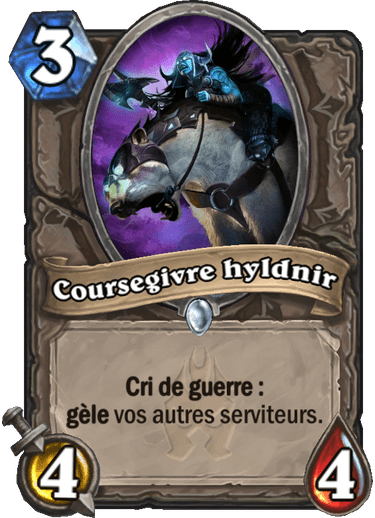 3
Coursegivre hyldnir
Cri de guerre :
gèle vos autres serviteurs.
4
4